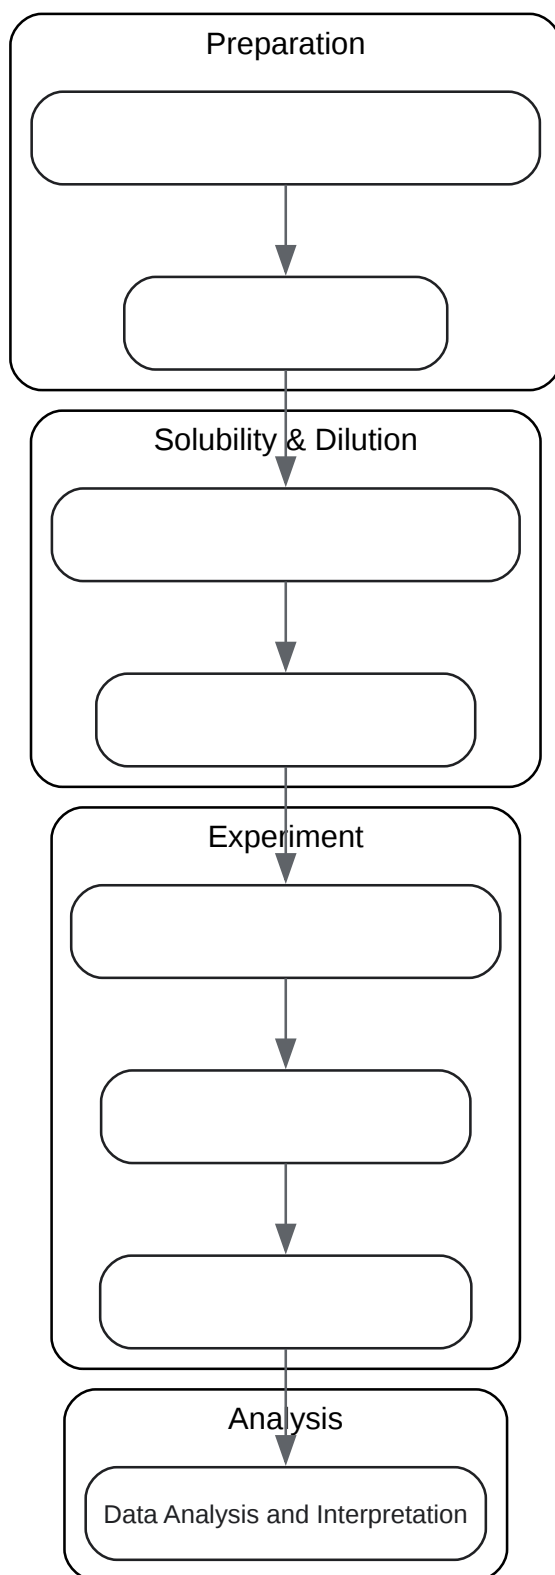 Preparation
Solubility & Dilution
Experiment
Analysis
Data Analysis and Interpretation